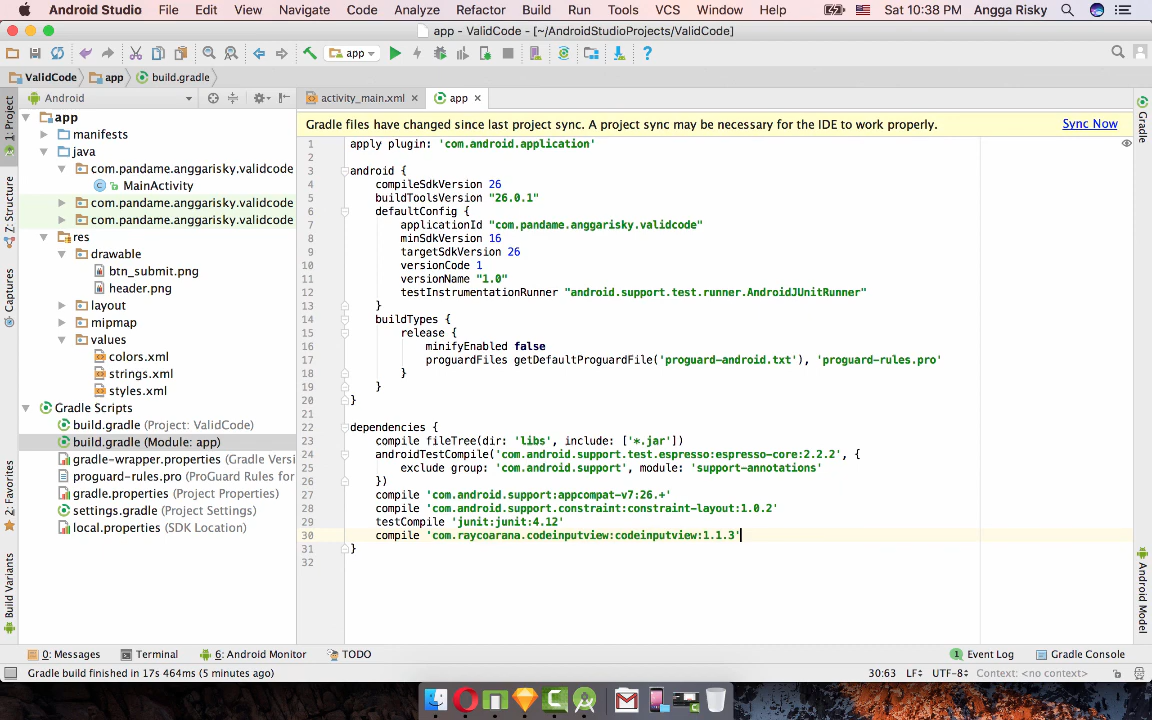 Android Studio File Edit View Navigate Code Analyze Refactor Build Run Tools VCS Window Help Sat 10:38 PM Angga Risky
app - ValidCode - [~/AndroidStudioProjects/ValidCode]
app
ValidCode app build.gradle
Android
activity_main.xml app
1: Project
Z: Structure
Captures
2: Favorites
Build Variants
app
manifests
java
com.pandame.anggarisky.validcode
MainActivity
com.pandame.anggarisky.validcode
com.pandame.anggarisky.validcode
res
drawable
btn_submit.png
header.png
layout
mipmap
values
colors.xml
strings.xml
styles.xml
Gradle Scripts
build.gradle (Project: ValidCode)
build.gradle (Module: app)
gradle-wrapper.properties (Gradle Versi
proguard-rules.pro (ProGuard Rules for
gradle.properties (Project Properties)
settings.gradle (Project Settings)
local.properties (SDK Location)
Gradle files have changed since last project sync. A project sync may be necessary for the IDE to work properly. Sync Now
1 apply plugin: 'com.android.application'
2
3 android {
4 compileSdkVersion 26
5 buildToolsVersion "26.0.1"
6 defaultConfig {
7 applicationId "com.pandame.anggarisky.validcode"
8 minSdkVersion 16
9 targetSdkVersion 26
10 versionCode 1
11 versionName "1.0"
12 testInstrumentationRunner "android.support.test.runner.AndroidJUnitRunner"
13 }
14 buildTypes {
15 release {
16 minifyEnabled false
17 proguardFiles getDefaultProguardFile('proguard-android.txt'), 'proguard-rules.pro'
18 }
19 }
20 }
21
22 dependencies {
23 compile fileTree(dir: 'libs', include: ['*.jar'])
24 androidTestCompile('com.android.support.test.espresso:espresso-core:2.2.2', {
25 exclude group: 'com.android.support', module: 'support-annotations'
26 })
27 compile 'com.android.support:appcompat-v7:26.+'
28 compile 'com.android.support.constraint:constraint-layout:1.0.2'
29 testCompile 'junit:junit:4.12'
30 compile 'com.raycoarana.codeinputview:codeinputview:1.1.3'
31 }
32
Gradle
Android Model
0: Messages Terminal 6: Android Monitor TODO 1 Event Log Gradle Console
Gradle build finished in 17s 464ms (5 minutes ago) 30:63 LF UTF-8 Context: <no context>